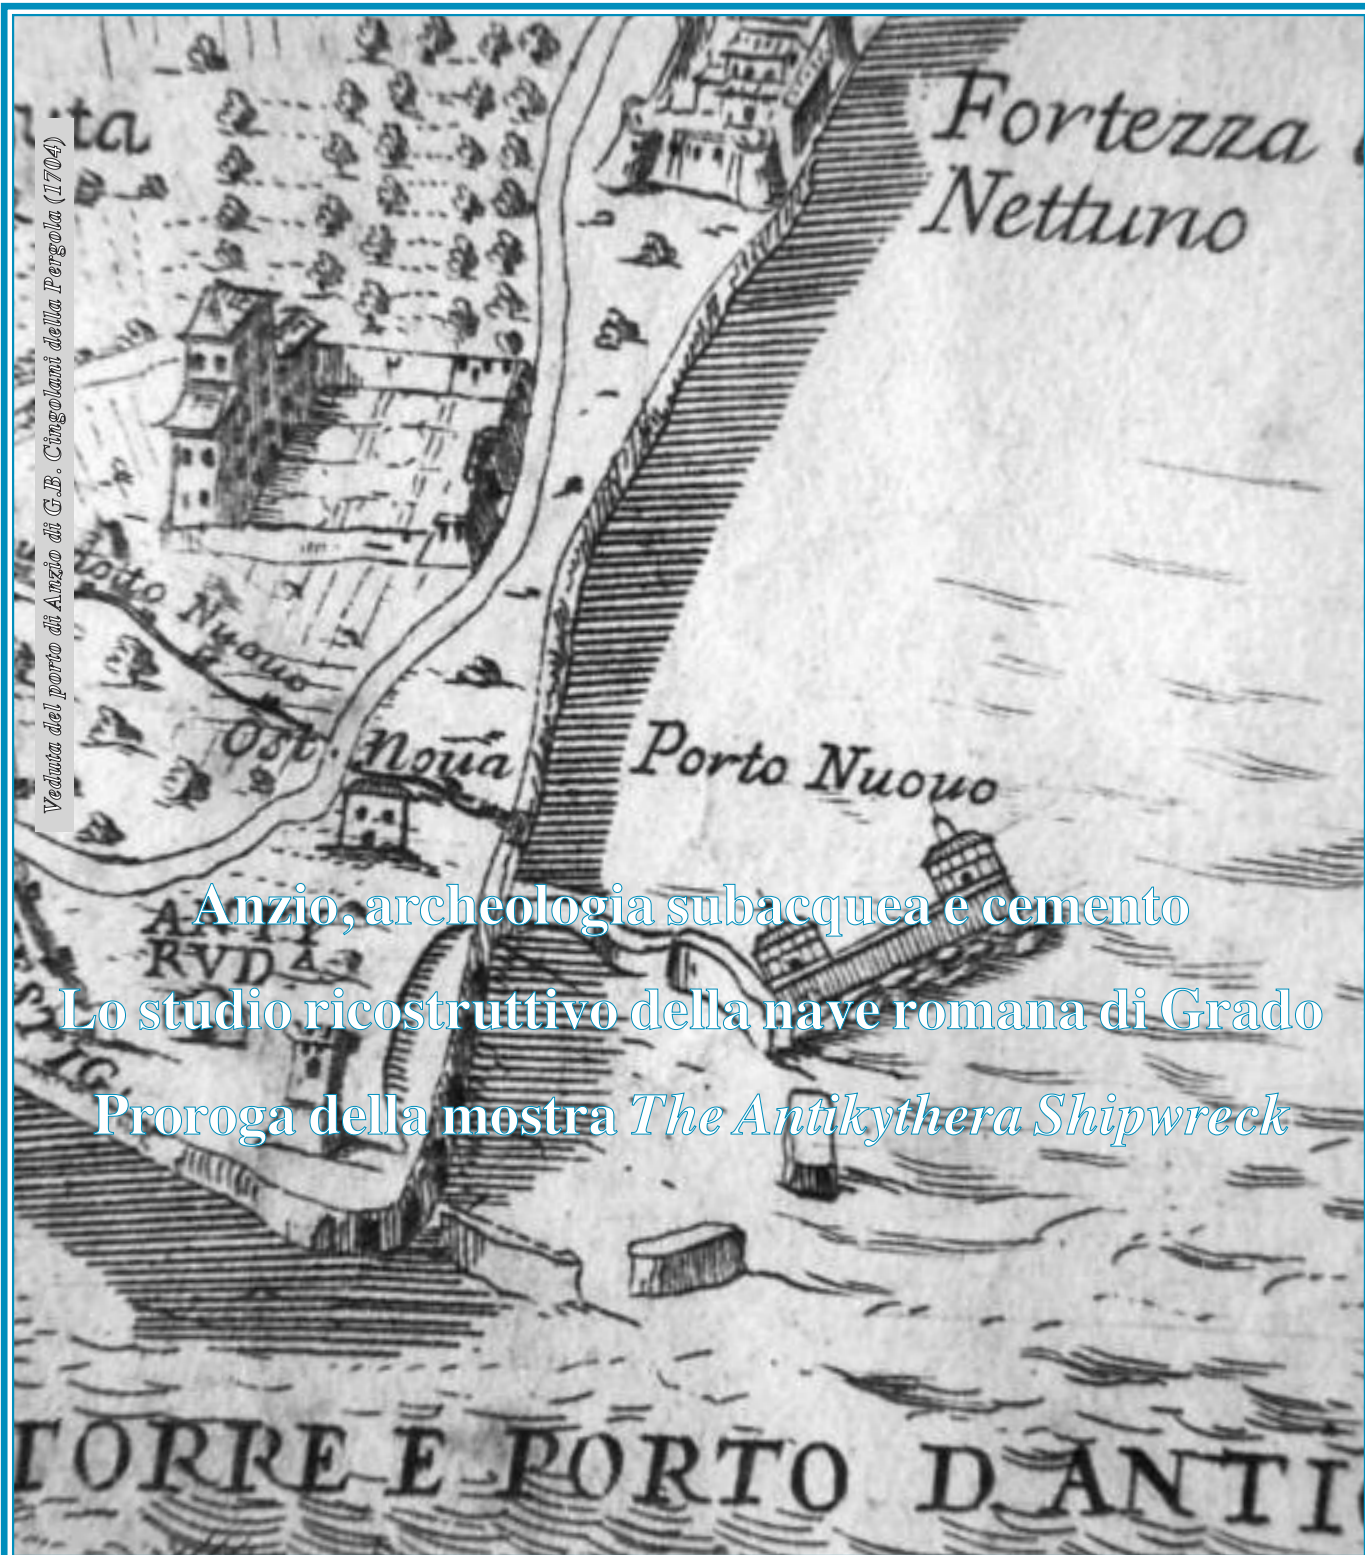 Fortezza
Nettuno
Veduta del porto di Anzio di G.B. Cingolani della Pergola (1704)
Nuouo
Ost. Noua
Porto Nuouo
Anzio, archeologia subacquea e cemento
RVD
Lo studio ricostruttivo della nave romana di Grado
Proroga della mostra The Antikythera Shipwreck
TORRE E PORTO D ANTI